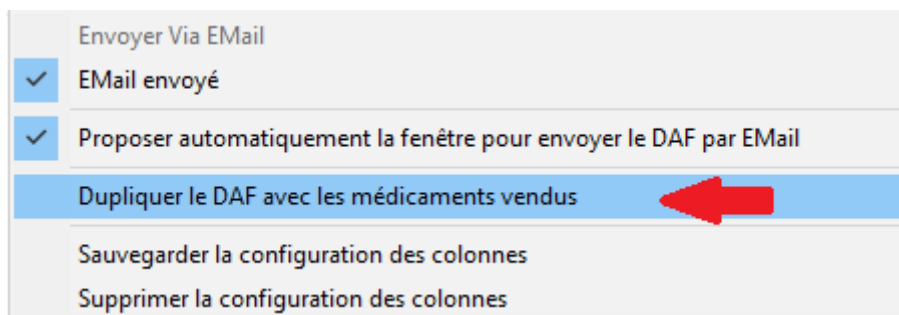 Envoyer Via EMail
EMail envoyé
Proposer automatiquement la fenêtre pour envoyer le DAF par EMail
Dupliquer le DAF avec les médicaments vendus
Sauvegarder la configuration des colonnes
Supprimer la configuration des colonnes